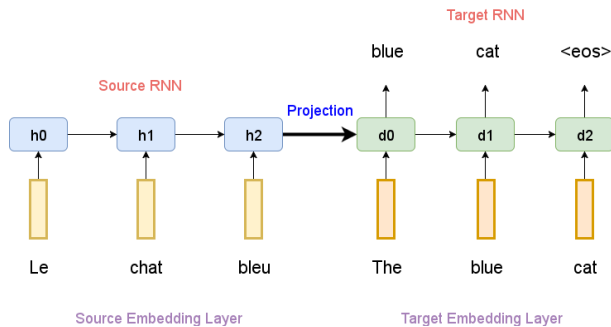 Target RNN
blue cat <eos>
Source RNN
Projection
h0 h1 h2 d0 d1 d2
Le chat bleu The blue cat
Source Embedding Layer Target Embedding Layer